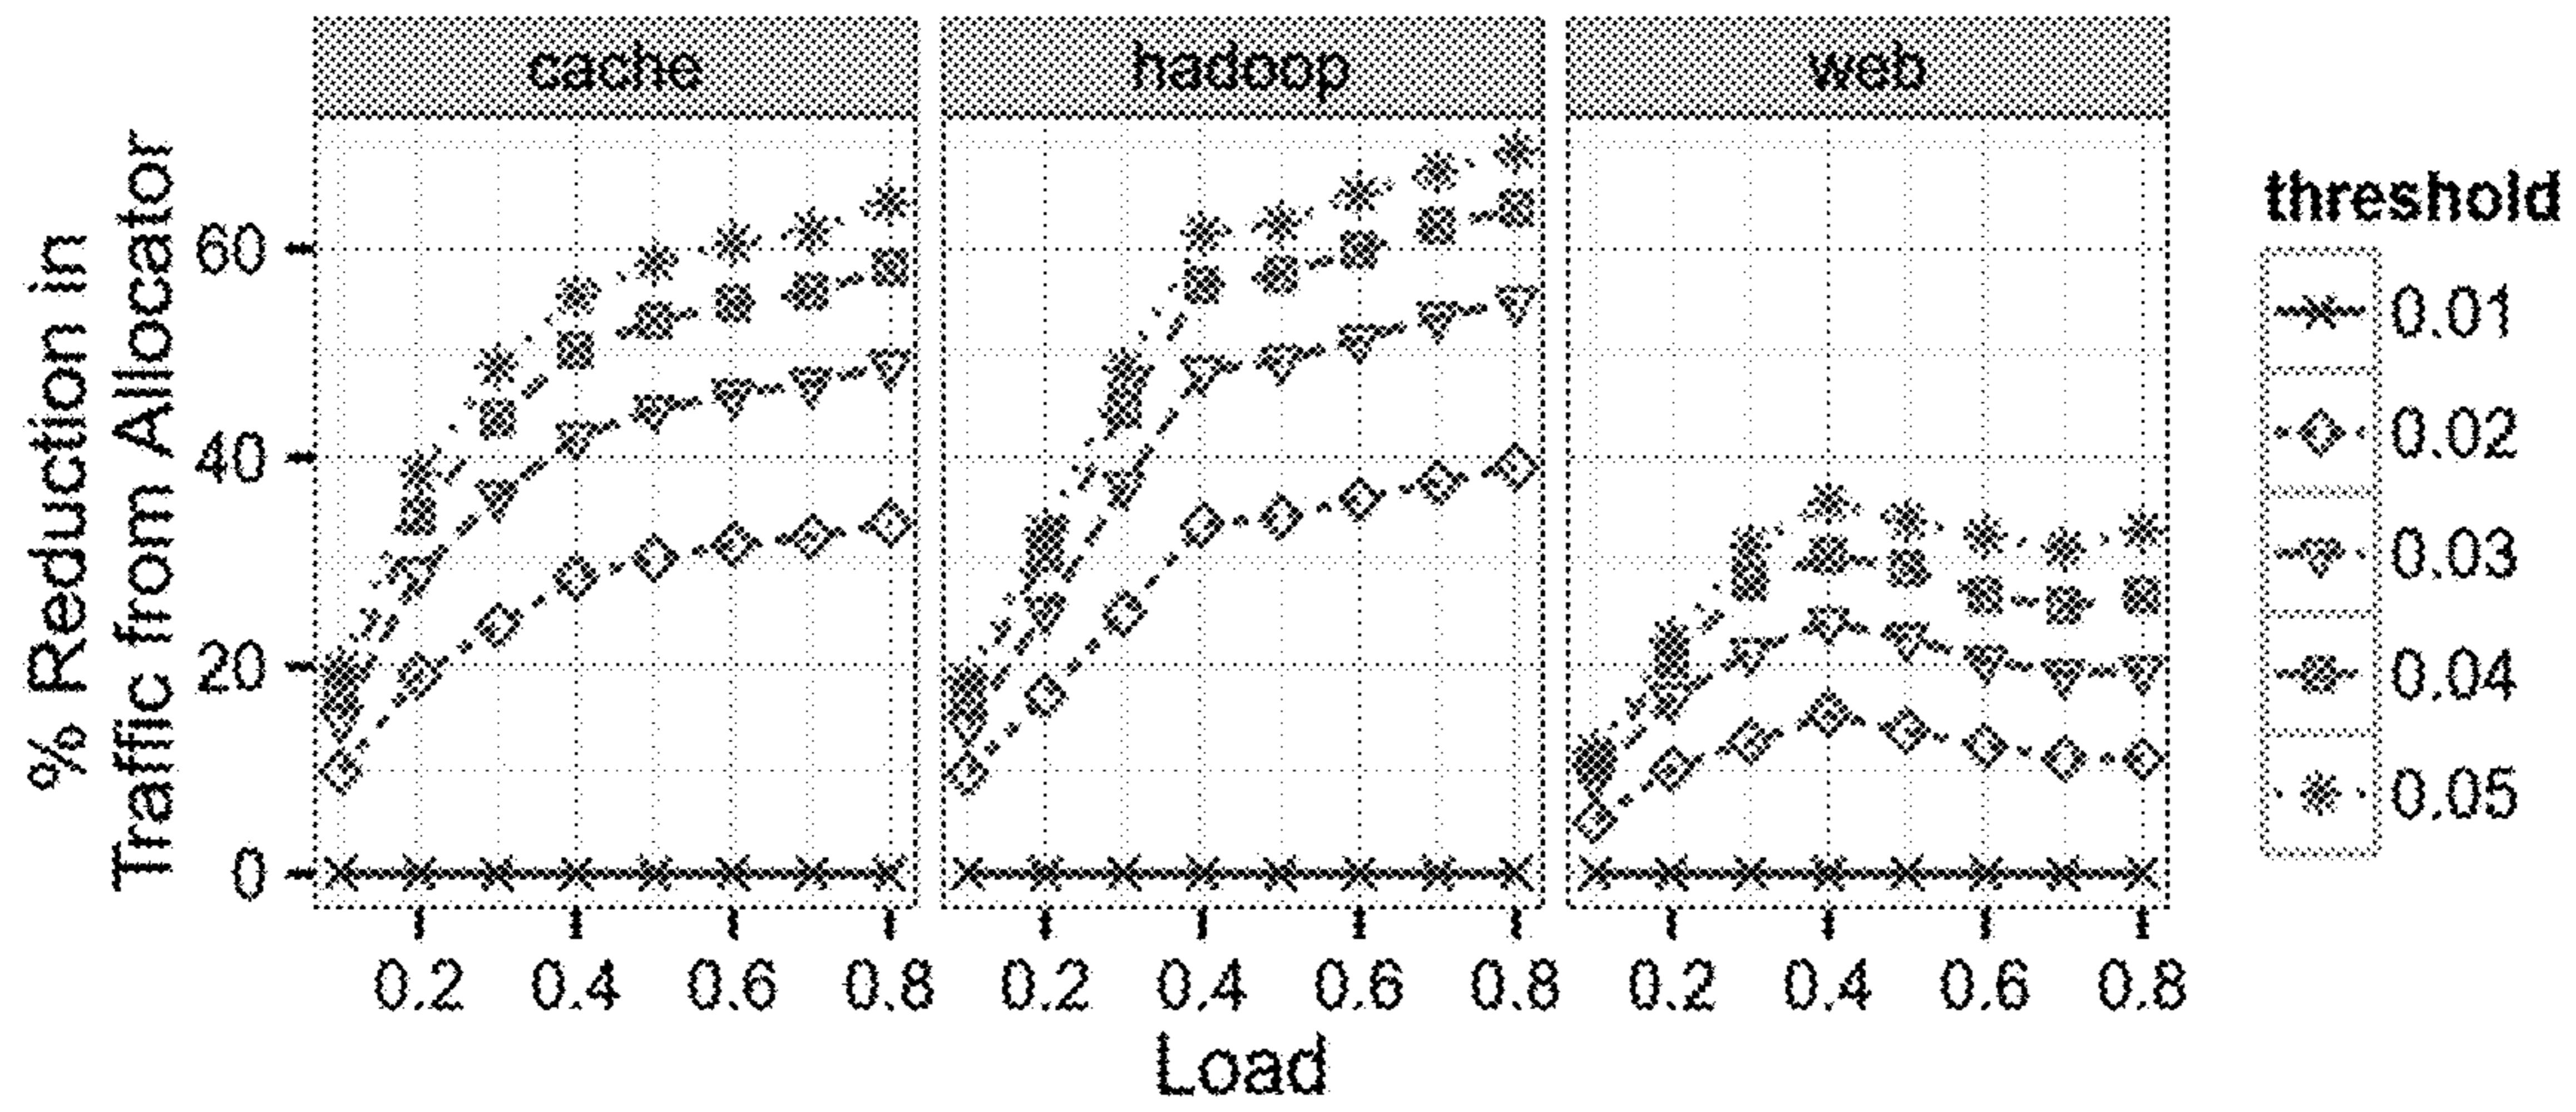 cache hadoop web
% Reduction in
Traffic from Allocator
60
40
20
0
0.2 0.4 0.6 0.8 0.2 0.4 0.6 0.8 0.2 0.4 0.6 0.8
Load
threshold
0.01
0.02
0.03
0.04
0.05